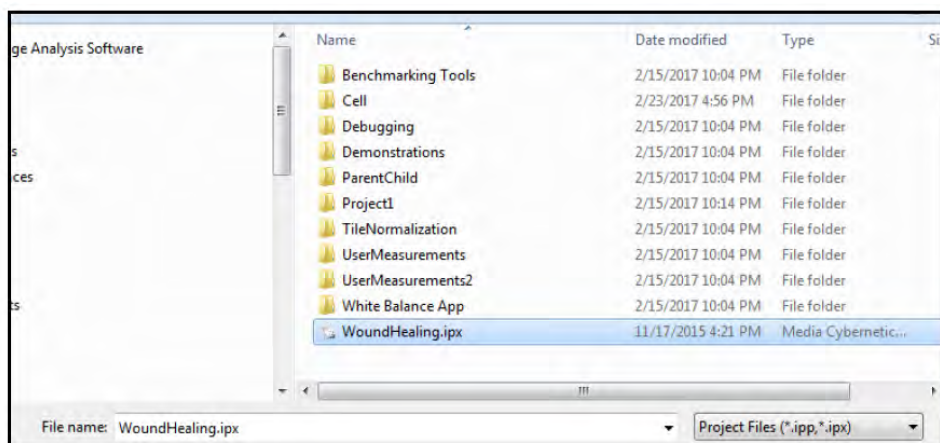 Name Date modified Type Si
ge Analysis Software
Benchmarking Tools 2/15/2017 10:04 PM File folder
Cell 2/23/2017 4:56 PM File folder
Debugging 2/15/2017 10:04 PM File folder
s Demonstrations 2/15/2017 10:04 PM File folder
ces ParentChild 2/15/2017 10:04 PM File folder
Project1 2/15/2017 10:14 PM File folder
TileNormalization 2/15/2017 10:04 PM File folder
UserMeasurements 2/15/2017 10:04 PM File folder
UserMeasurements2 2/15/2017 10:04 PM File folder
ts White Balance App 2/15/2017 10:04 PM File folder
WoundHealing.ipx 11/17/2015 4:21 PM Media Cybernetic...
File name: WoundHealing.ipx Project Files (*.ipp,*.ipx)